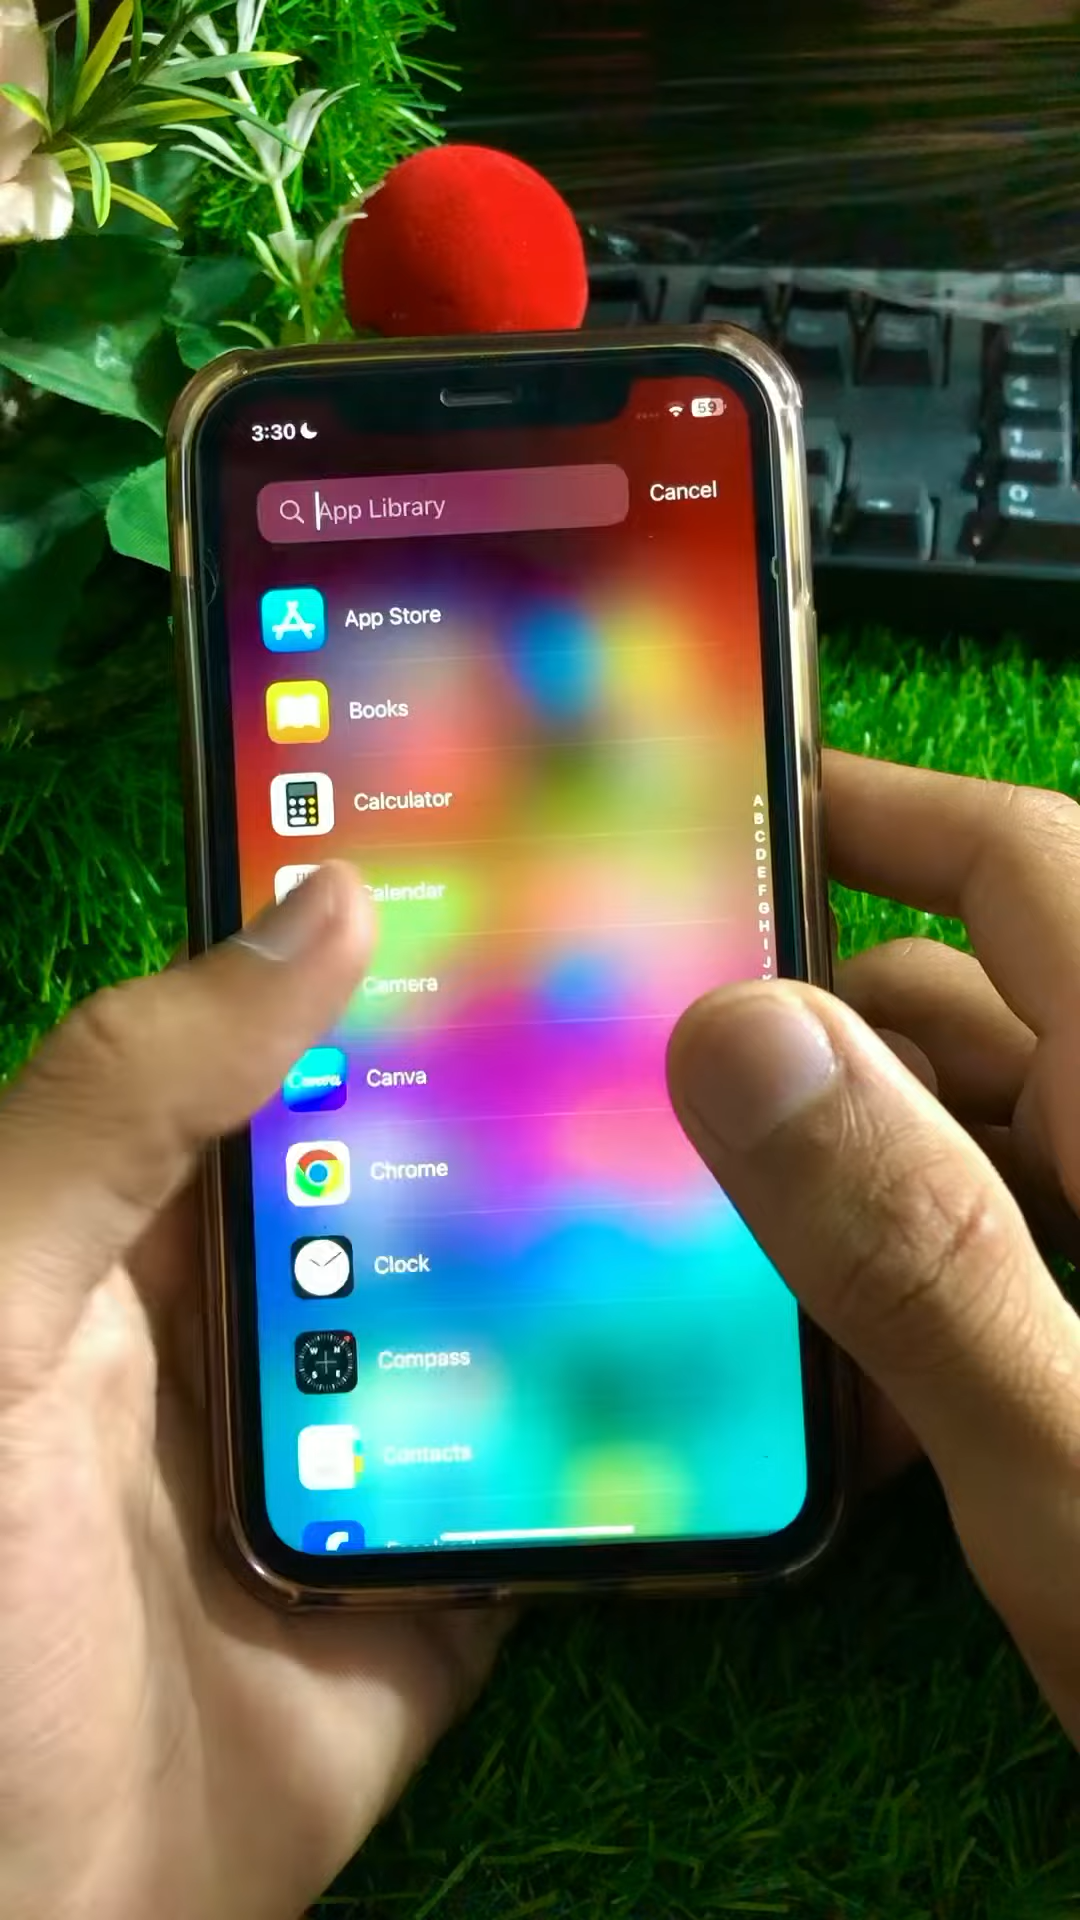 3:30
59
App Library
Cancel
App Store
Books
Calculator
Calendar
Camera
Canva
Chrome
Clock
Compass
Contacts
A
B
C
D
E
F
G
H
I
J